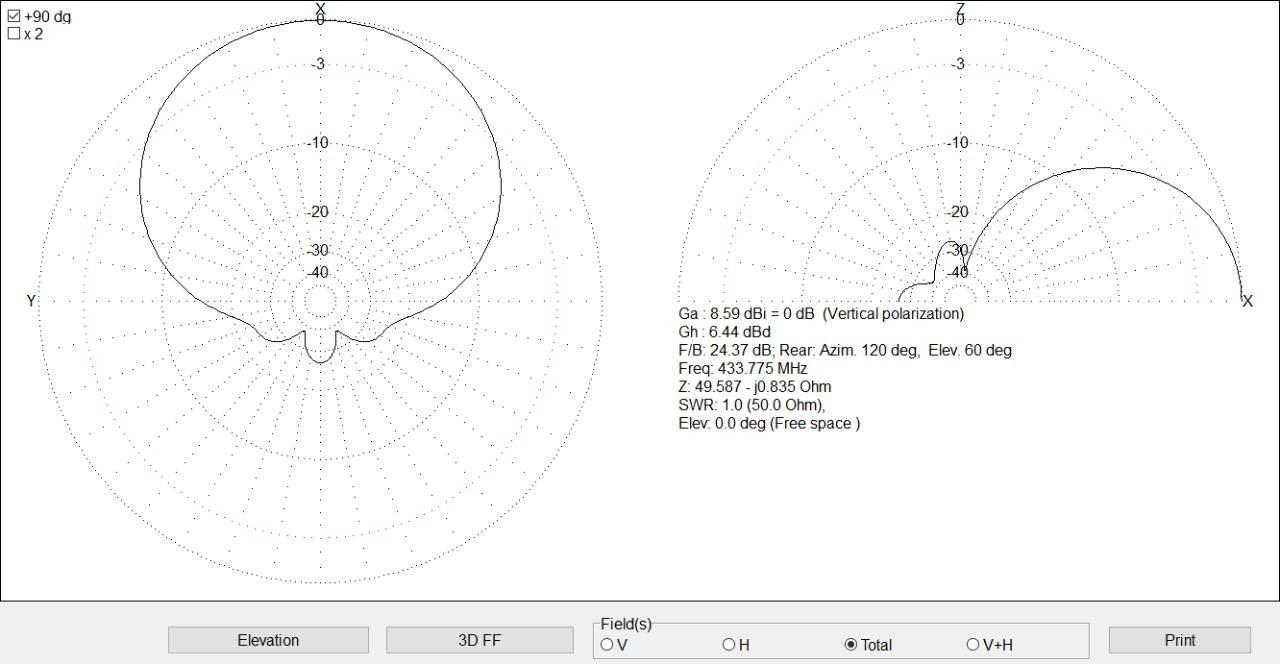 +90 dg
x 2
X
0
-3
-10
-20
-30
-40
Y
Z
0
-3
-10
-20
-30
-40
X
Ga : 8.59 dBi = 0 dB (Vertical polarization)
Gh : 6.44 dBd
F/B: 24.37 dB; Rear: Azim. 120 deg, Elev. 60 deg
Freq: 433.775 MHz
Z: 49.587 - j0.835 Ohm
SWR: 1.0 (50.0 Ohm),
Elev: 0.0 deg (Free space )
Elevation
3D FF
Field(s)
V
H
Total
V+H
Print